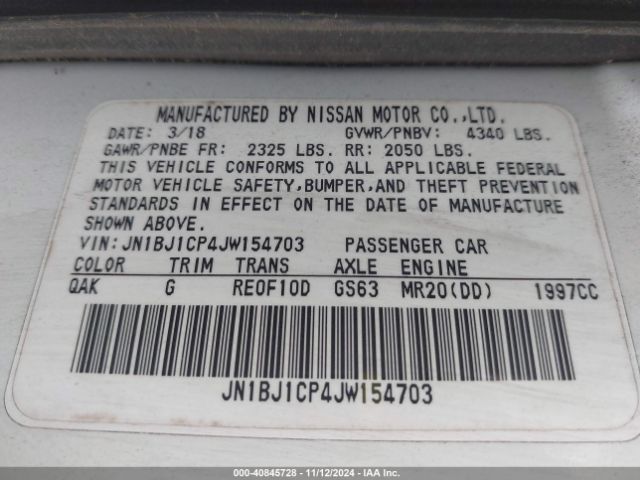 MANUFACTURED BY NISSAN MOTOR CO.,LTD.
DATE: 3/18 GVWR/PNBV: 4340 LBS.
GAWR/PNBE FR: 2325 LBS. RR: 2050 LBS.
THIS VEHICLE CONFORMS TO ALL APPLICABLE FEDERAL
MOTOR VEHICLE SAFETY,BUMPER,AND THEFT PREVENTION
STANDARDS IN EFFECT ON THE DATE OF MANUFACTURE
SHOWN ABOVE.
VIN:JN1BJ1CP4JW154703 PASSENGER CAR
COLOR TRIM TRANS AXLE ENGINE
QAK G RE0F10D GS63 MR20(DD) 1997CC
JN1BJ1CP4JW154703
000-40845728 - 11/12/2024 - IAA Inc.